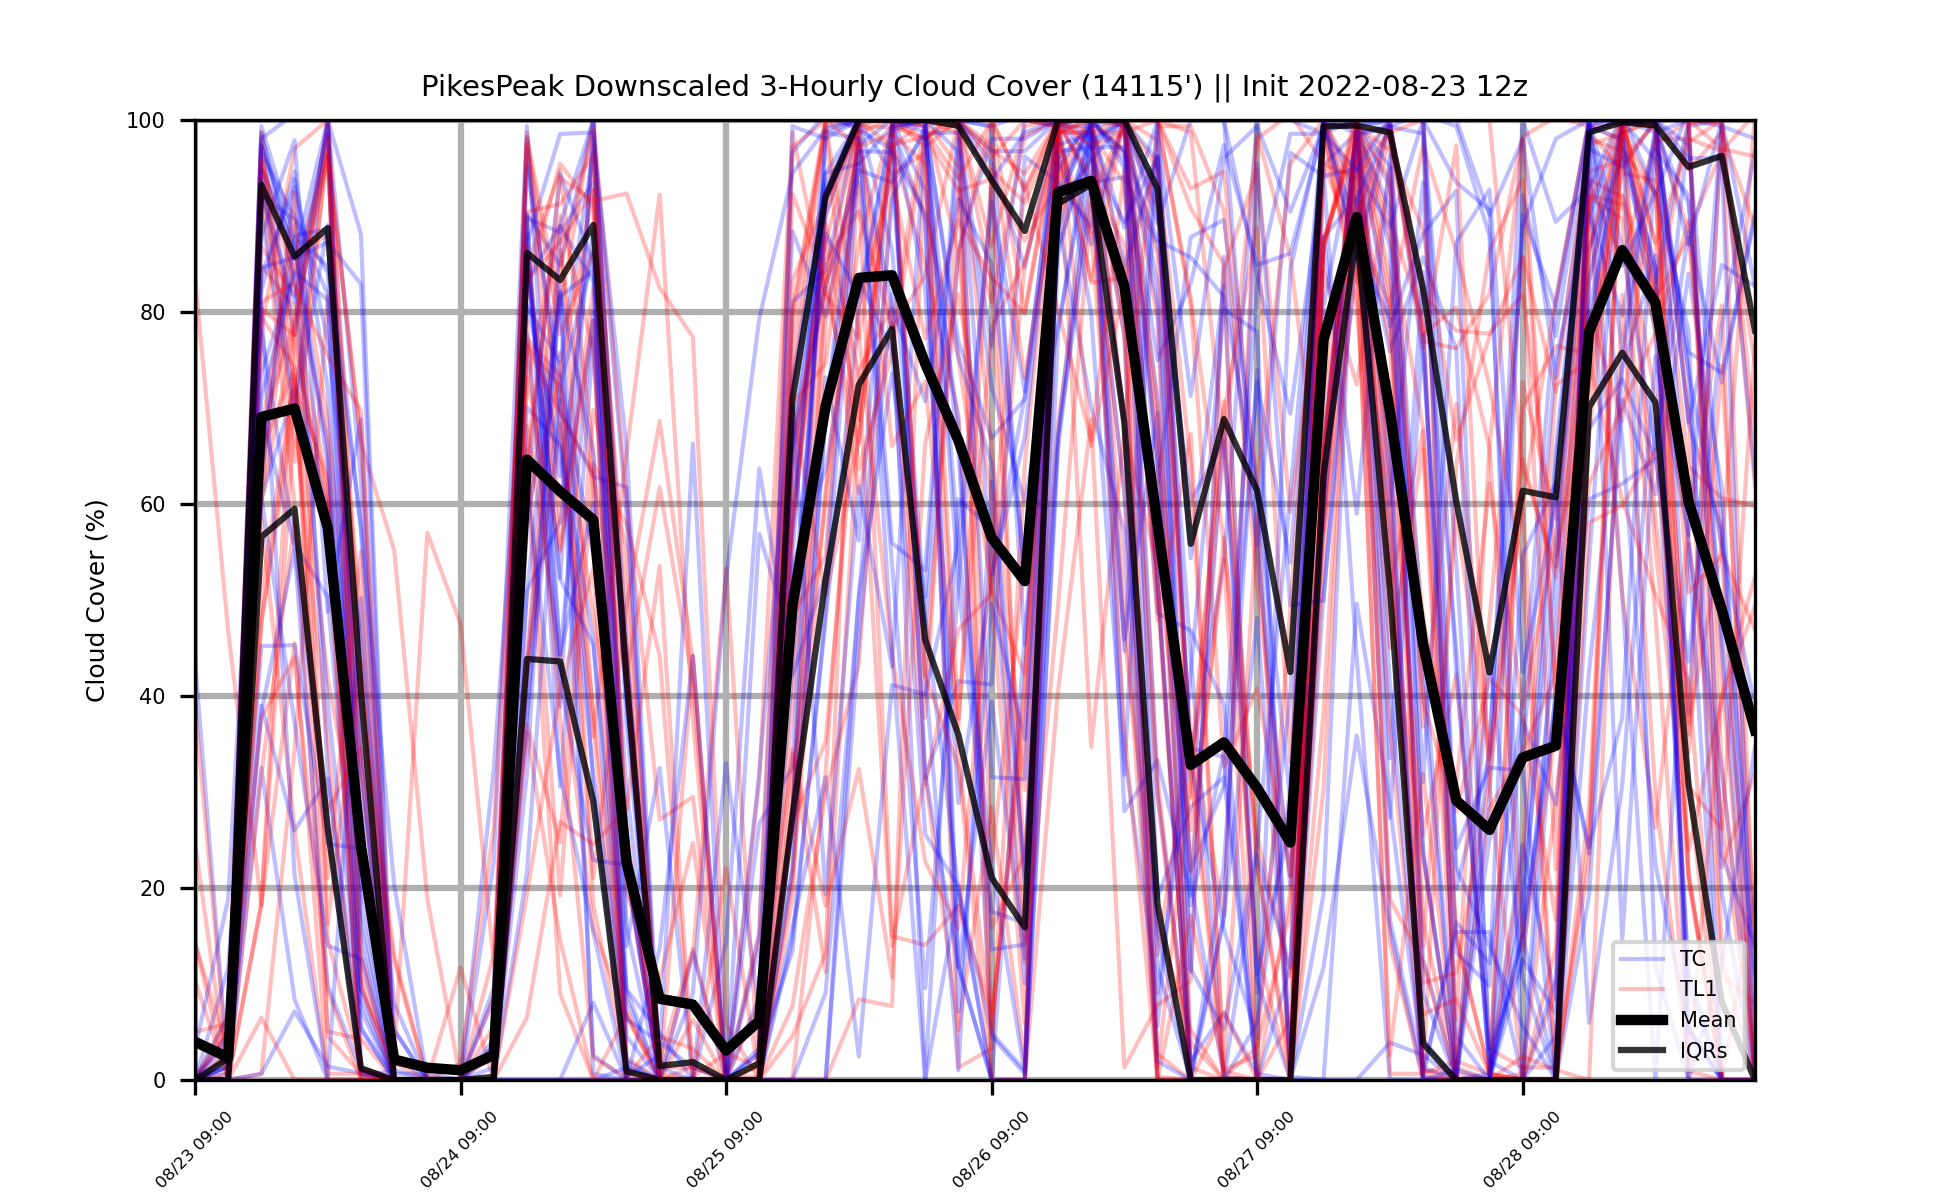 PikesPeak Downscaled 3-Hourly Cloud Cover (14115') || Init 2022-08-23 12z
Cloud Cover (%)
100
80
60
40
20
0
TC
TL1
Mean
IQRs
08/23 09:00
08/24 09:00
08/25 09:00
08/26 09:00
08/27 09:00
08/28 09:00